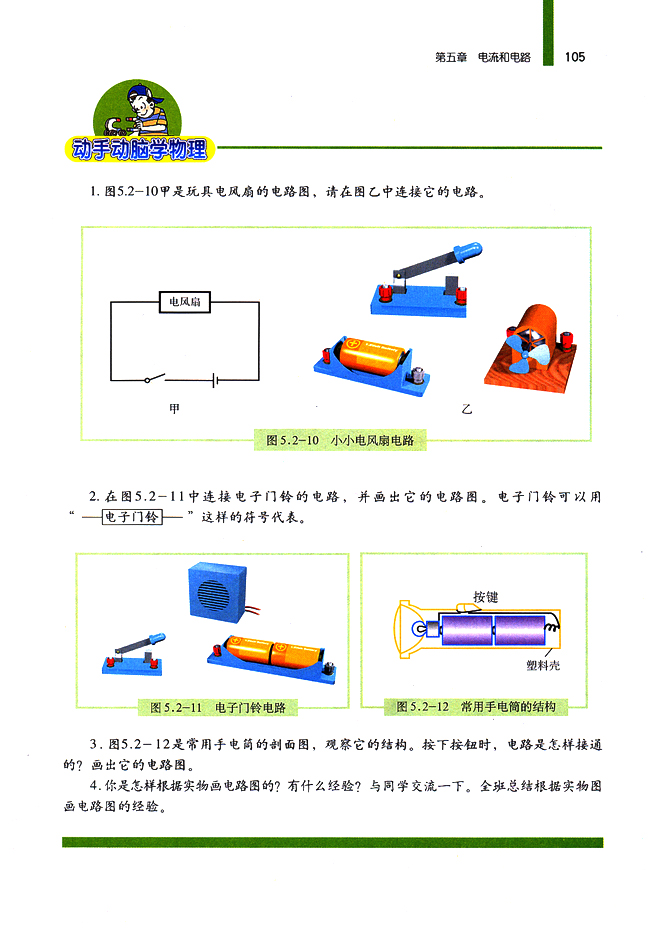 第五章 电流和电路 105
动手动脑学物理
1. 图5.2-10甲是玩具电风扇的电路图，请在图乙中连接它的电路。
电风扇
甲
乙
图 5.2-10 小小电风扇电路
2. 在图5.2-11中连接电子门铃的电路，并画出它的电路图。电子门铃可以用
“ 电子门铃 ”这样的符号代表。
按键
塑料壳
图 5.2-11 电子门铃电路
图 5.2-12 常用手电筒的结构
3. 图5.2-12是常用手电筒的剖面图，观察它的结构。按下按钮时，电路是怎样接通
的？画出它的电路图。
4. 你是怎样根据实物画电路图的？有什么经验？与同学交流一下。全班总结根据实物图
画电路图的经验。